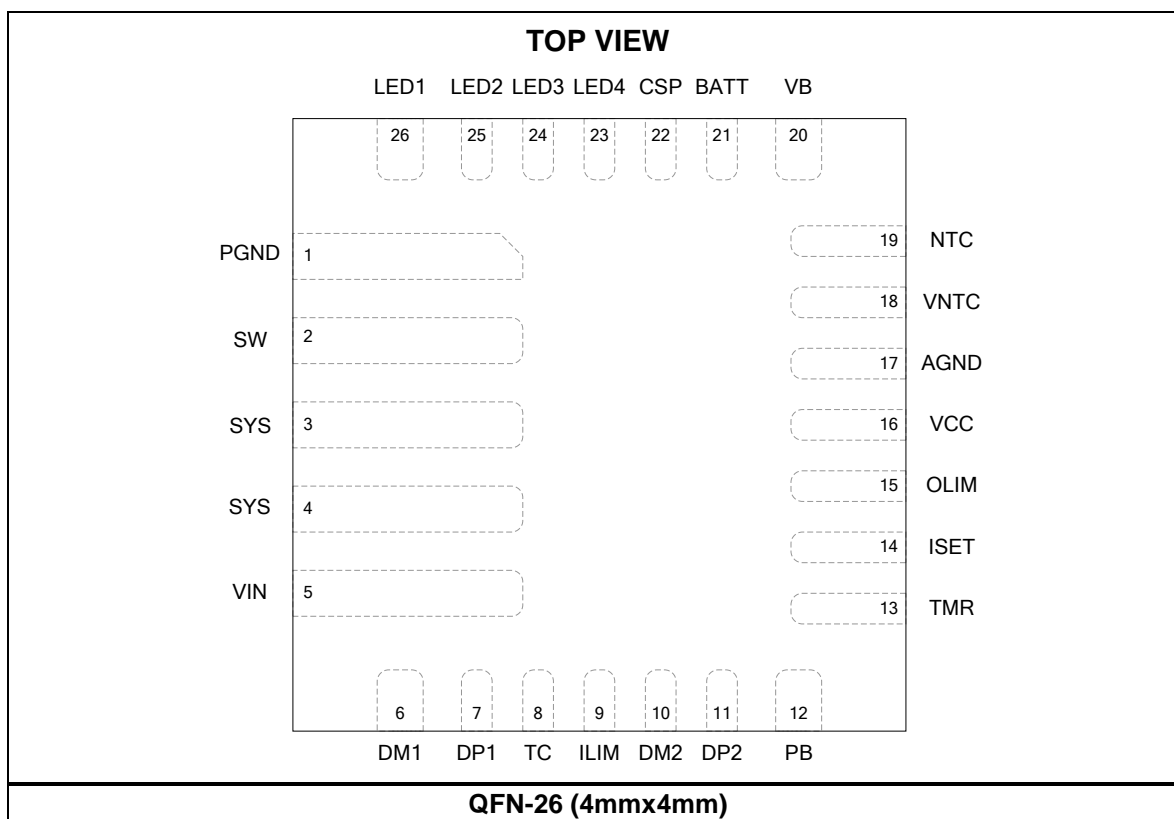 TOP VIEW
LED1 LED2 LED3 LED4 CSP BATT VB
26 25 24 23 22 21 20
PGND 1
19 NTC
18 VNTC
SW 2
17 AGND
SYS 3
16 VCC
15 OLIM
SYS 4
14 ISET
VIN 5
13 TMR
6 7 8 9 10 11 12
DM1 DP1 TC ILIM DM2 DP2 PB
QFN-26 (4mmx4mm)